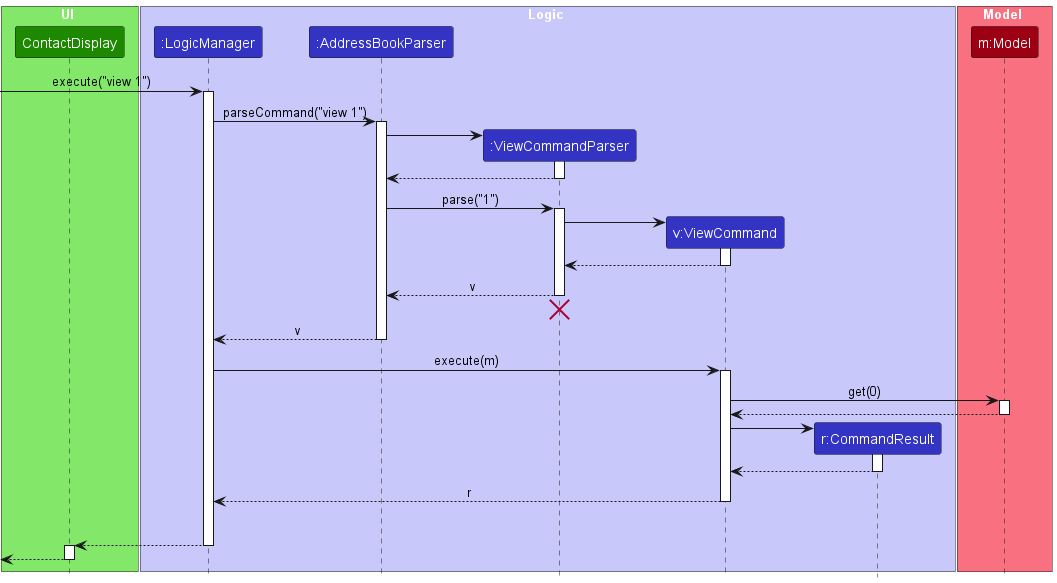 UI
Logic
Model
ContactDisplay
:LogicManager
:AddressBookParser
m:Model
execute("view 1")
parseCommand("view 1")
:ViewCommandParser
parse("1")
v:ViewCommand
v
v
execute(m)
get(0)
r:CommandResult
r